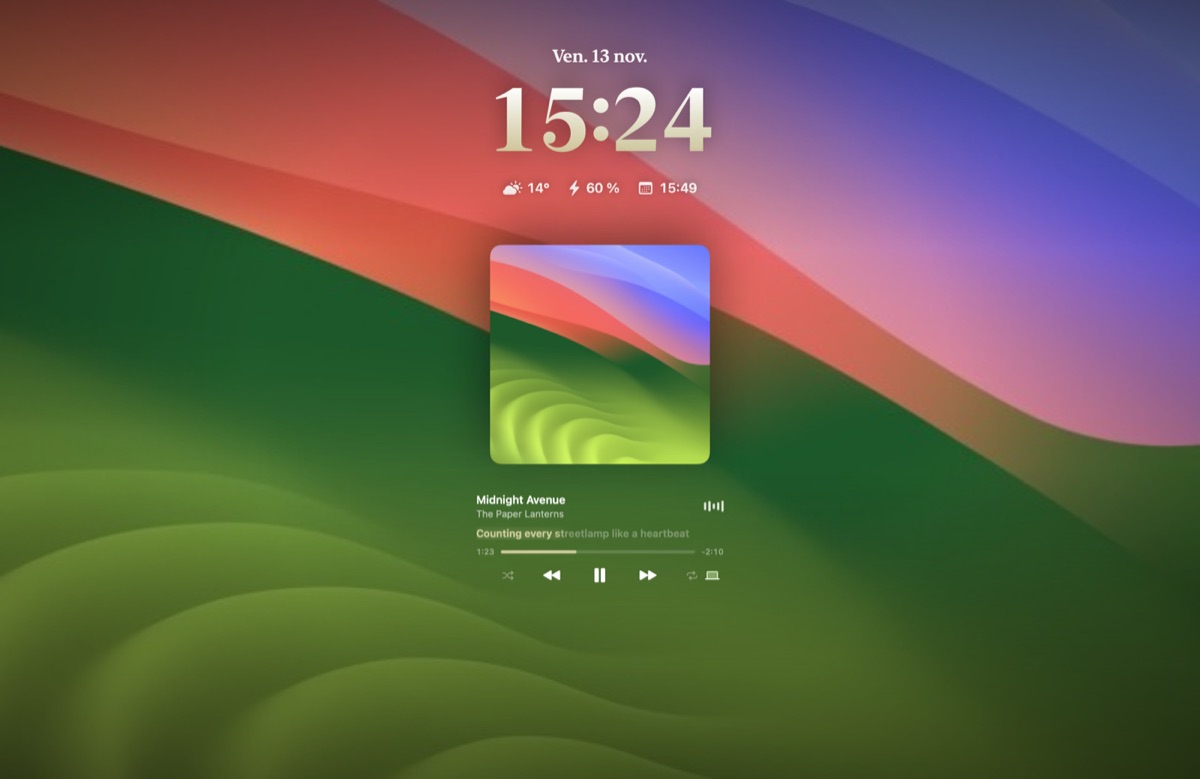 Ven. 13 nov.
15:24
14° 60 % 15:49
Midnight Avenue
The Paper Lanterns
Counting every streetlamp like a heartbeat
1:23 -2:10